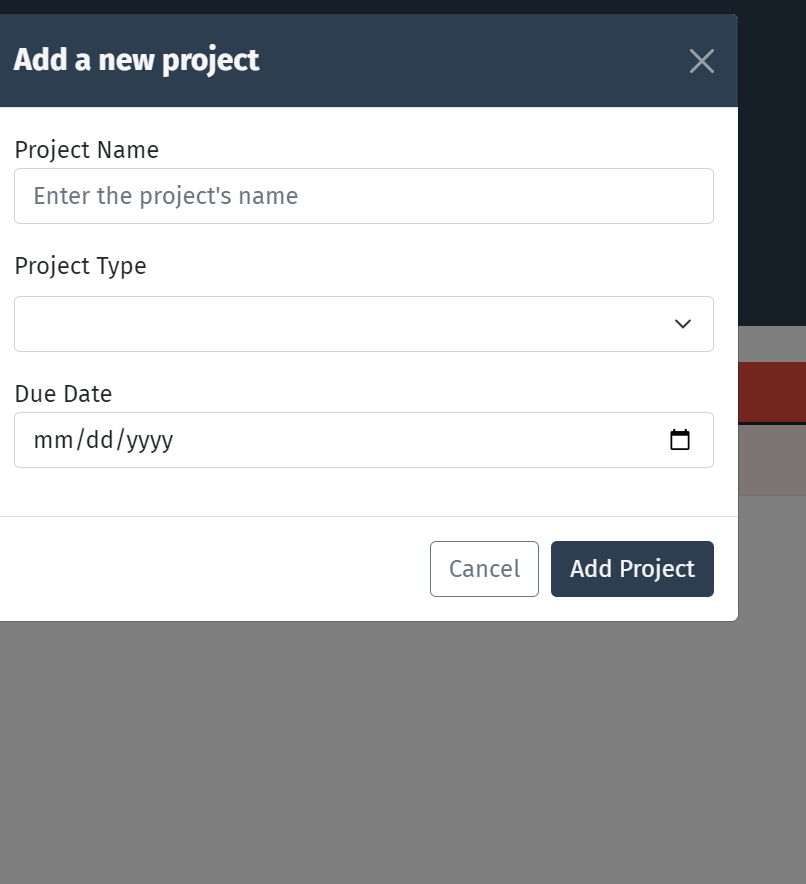 Add a new project
Project Name
Enter the project's name
Project Type
Due Date
mm/dd/yyyy
Cancel
Add Project